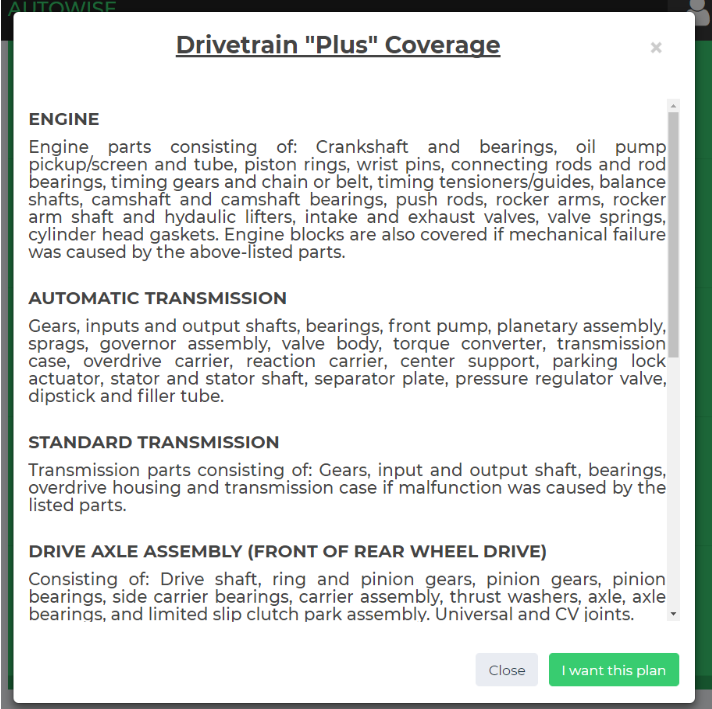 AUTOWISE
Drivetrain "Plus" Coverage
×
ENGINE
Engine parts consisting of: Crankshaft and bearings, oil pump
pickup/screen and tube, piston rings, wrist pins, connecting rods and rod
bearings, timing gears and chain or belt, timing tensioners/guides, balance
shafts, camshaft and camshaft bearings, push rods, rocker arms, rocker
arm shaft and hydaulic lifters, intake and exhaust valves, valve springs,
cylinder head gaskets. Engine blocks are also covered if mechanical failure
was caused by the above-listed parts.
AUTOMATIC TRANSMISSION
Gears, inputs and output shafts, bearings, front pump, planetary assembly,
sprags, governor assembly, valve body, torque converter, transmission
case, overdrive carrier, reaction carrier, center support, parking lock
actuator, stator and stator shaft, separator plate, pressure regulator valve,
dipstick and filler tube.
STANDARD TRANSMISSION
Transmission parts consisting of: Gears, input and output shaft, bearings,
overdrive housing and transmission case if malfunction was caused by the
listed parts.
DRIVE AXLE ASSEMBLY (FRONT OF REAR WHEEL DRIVE)
Consisting of: Drive shaft, ring and pinion gears, pinion gears, pinion
bearings, side carrier bearings, carrier assembly, thrust washers, axle, axle
bearings, and limited slip clutch park assembly. Universal and CV joints.
Close
I want this plan